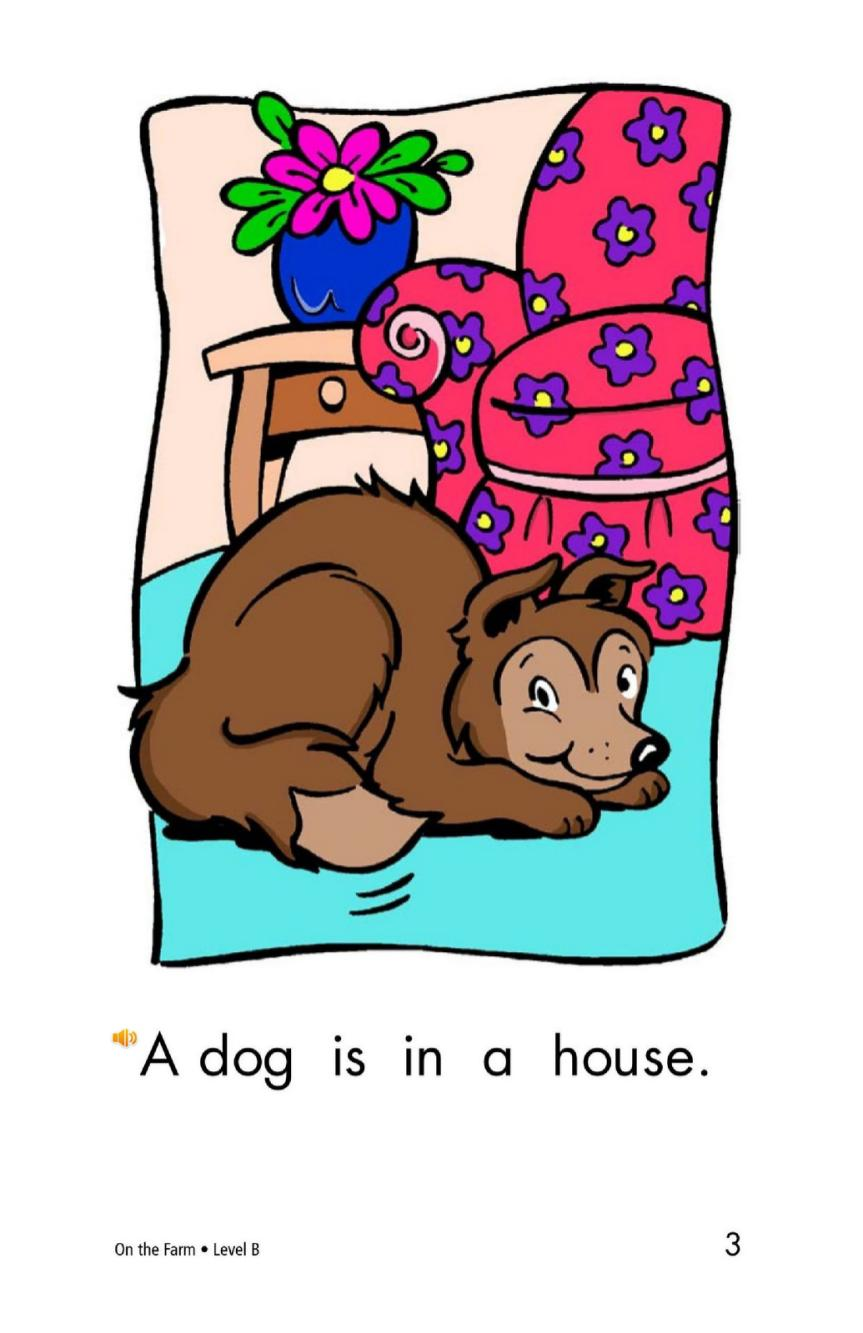 A dog is in a house.
On the Farm • Level B
3